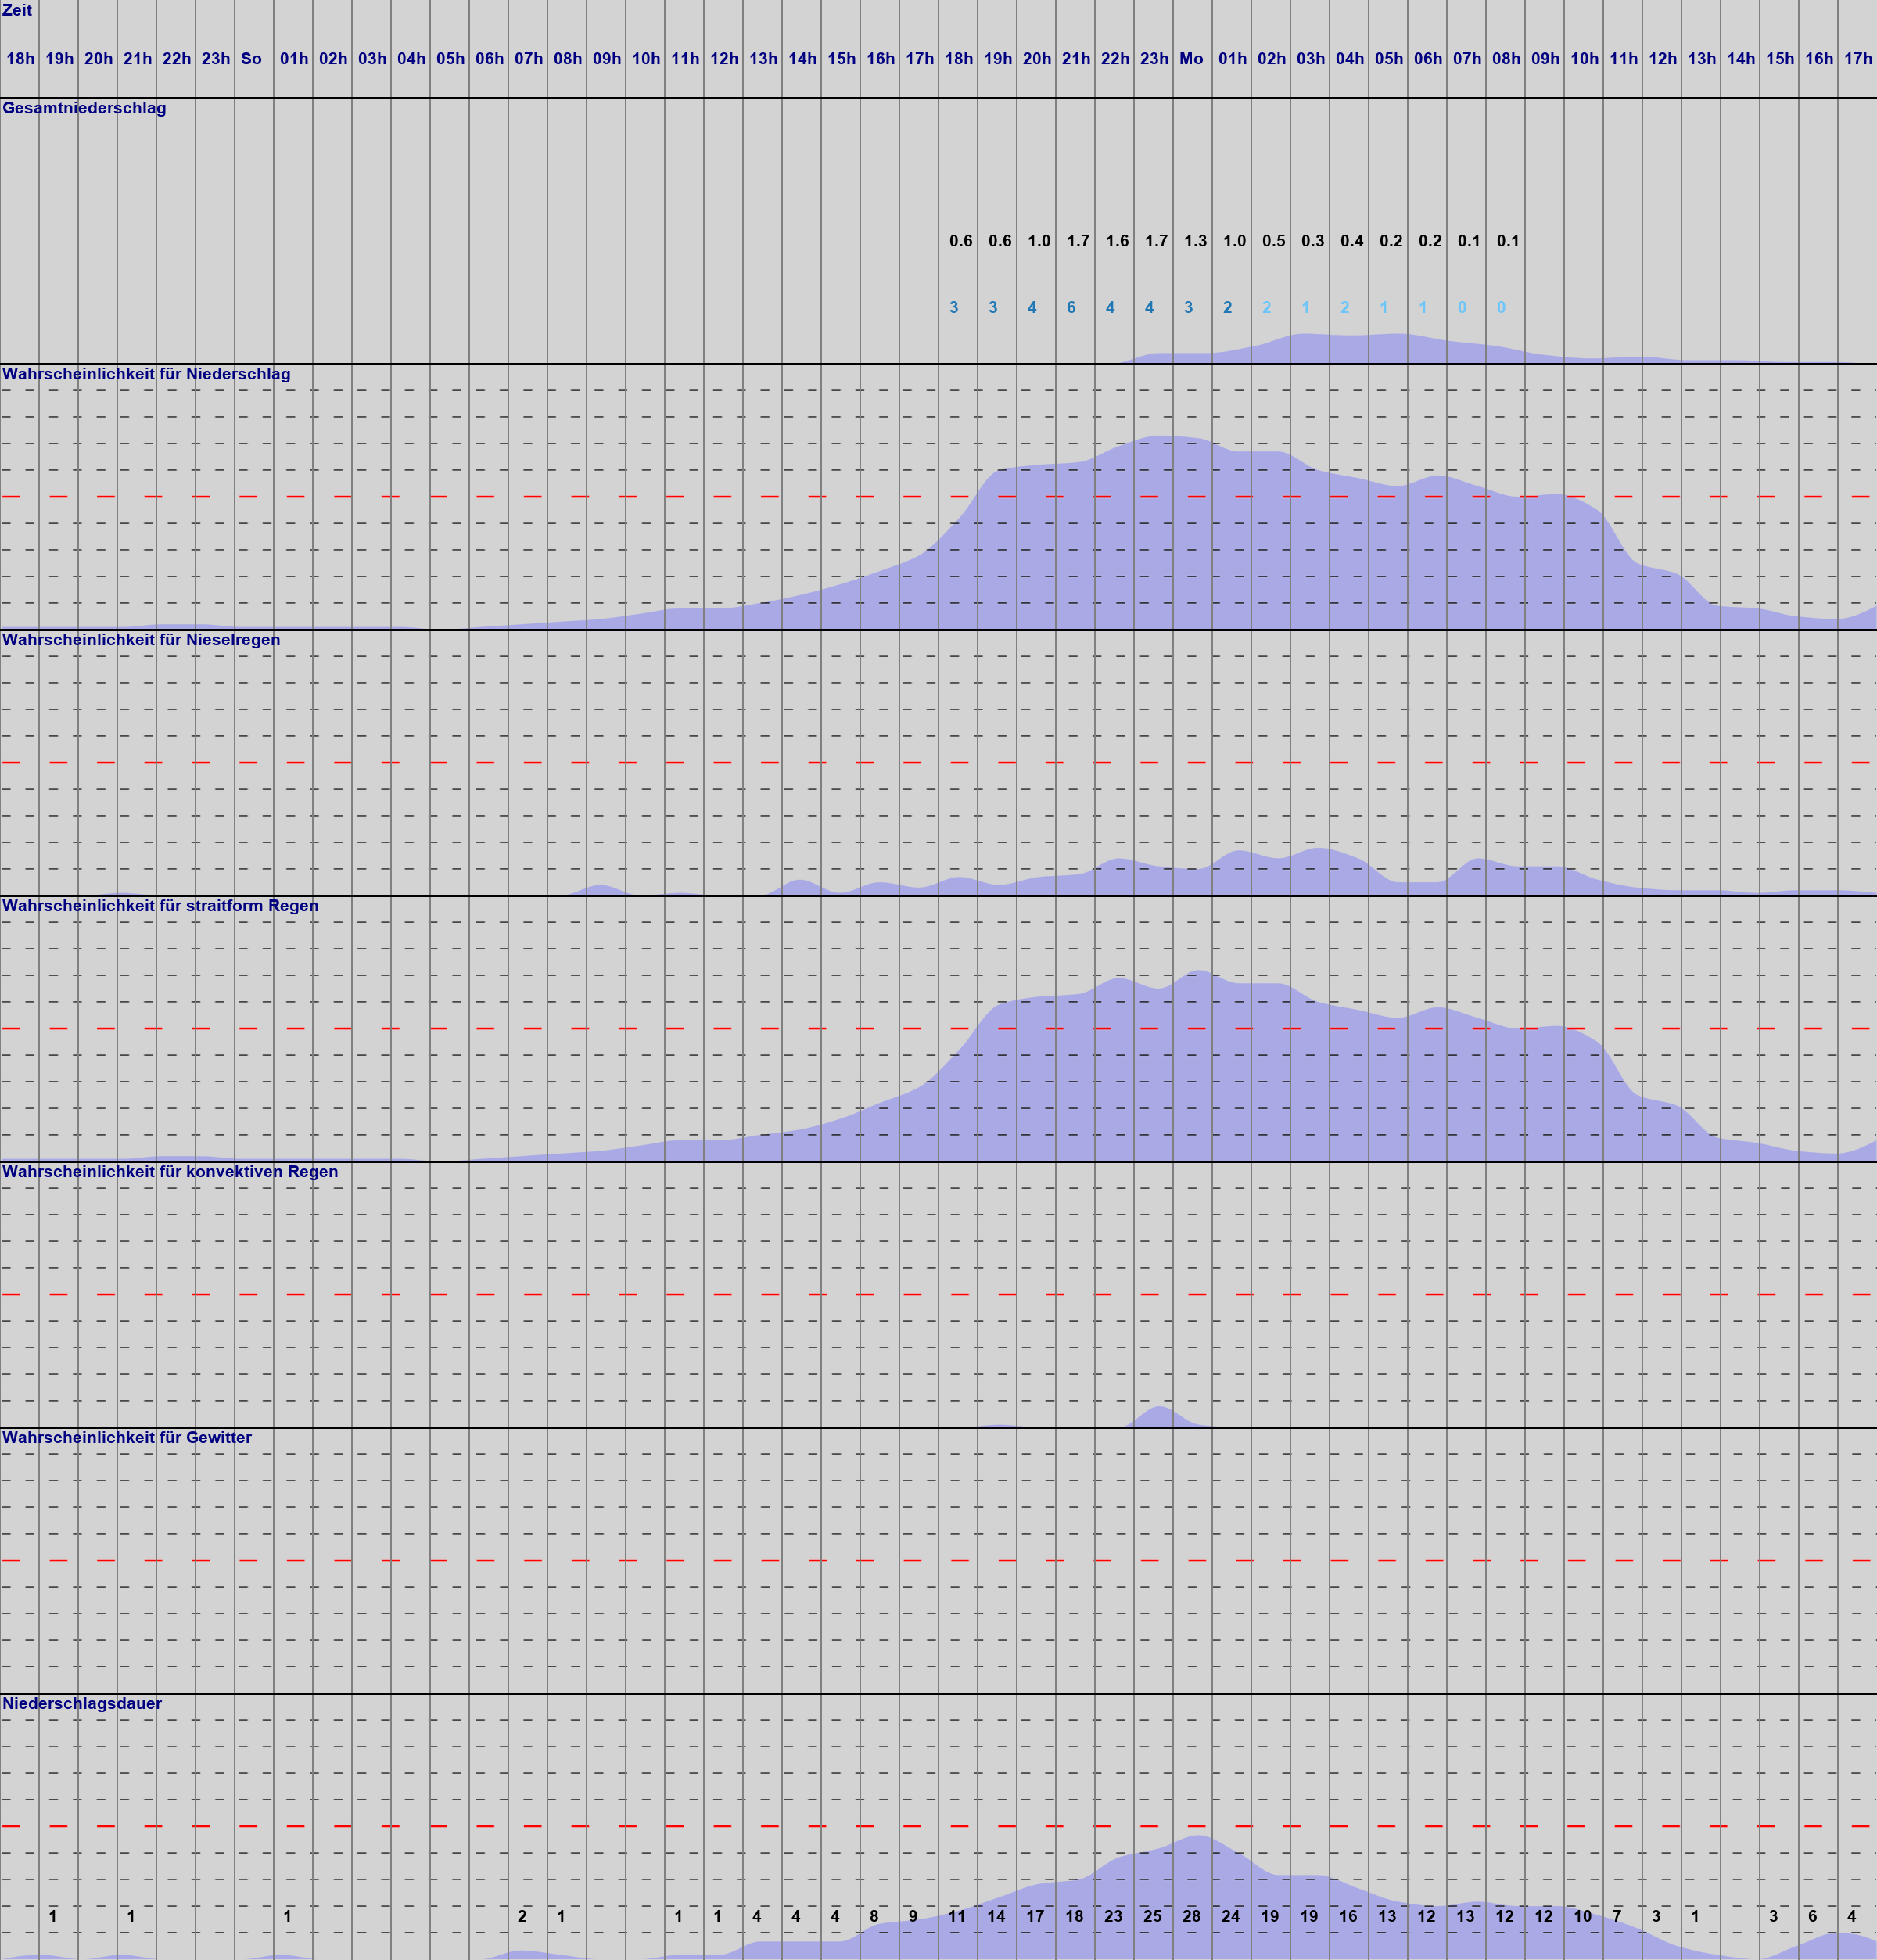 Zeit
18h 19h 20h 21h 22h 23h So 01h 02h 03h 04h 05h 06h 07h 08h 09h 10h 11h 12h 13h 14h 15h 16h 17h 18h 19h 20h 21h 22h 23h Mo 01h 02h 03h 04h 05h 06h 07h 08h 09h 10h 11h 12h 13h 14h 15h 16h 17h
Gesamtniederschlag
0.6 0.6 1.0 1.7 1.6 1.7 1.3 1.0 0.5 0.3 0.4 0.2 0.2 0.1 0.1
3 3 4 6 4 4 3 2 2 1 2 1 1 0 0
Wahrscheinlichkeit für Niederschlag
Wahrscheinlichkeit für Nieselregen
Wahrscheinlichkeit für straitform Regen
Wahrscheinlichkeit für konvektiven Regen
Wahrscheinlichkeit für Gewitter
Niederschlagsdauer
1 1 1 2 1 1 1 4 4 4 8 9 11 14 17 18 23 25 28 24 19 19 16 13 12 13 12 12 10 7 3 1 3 6 4